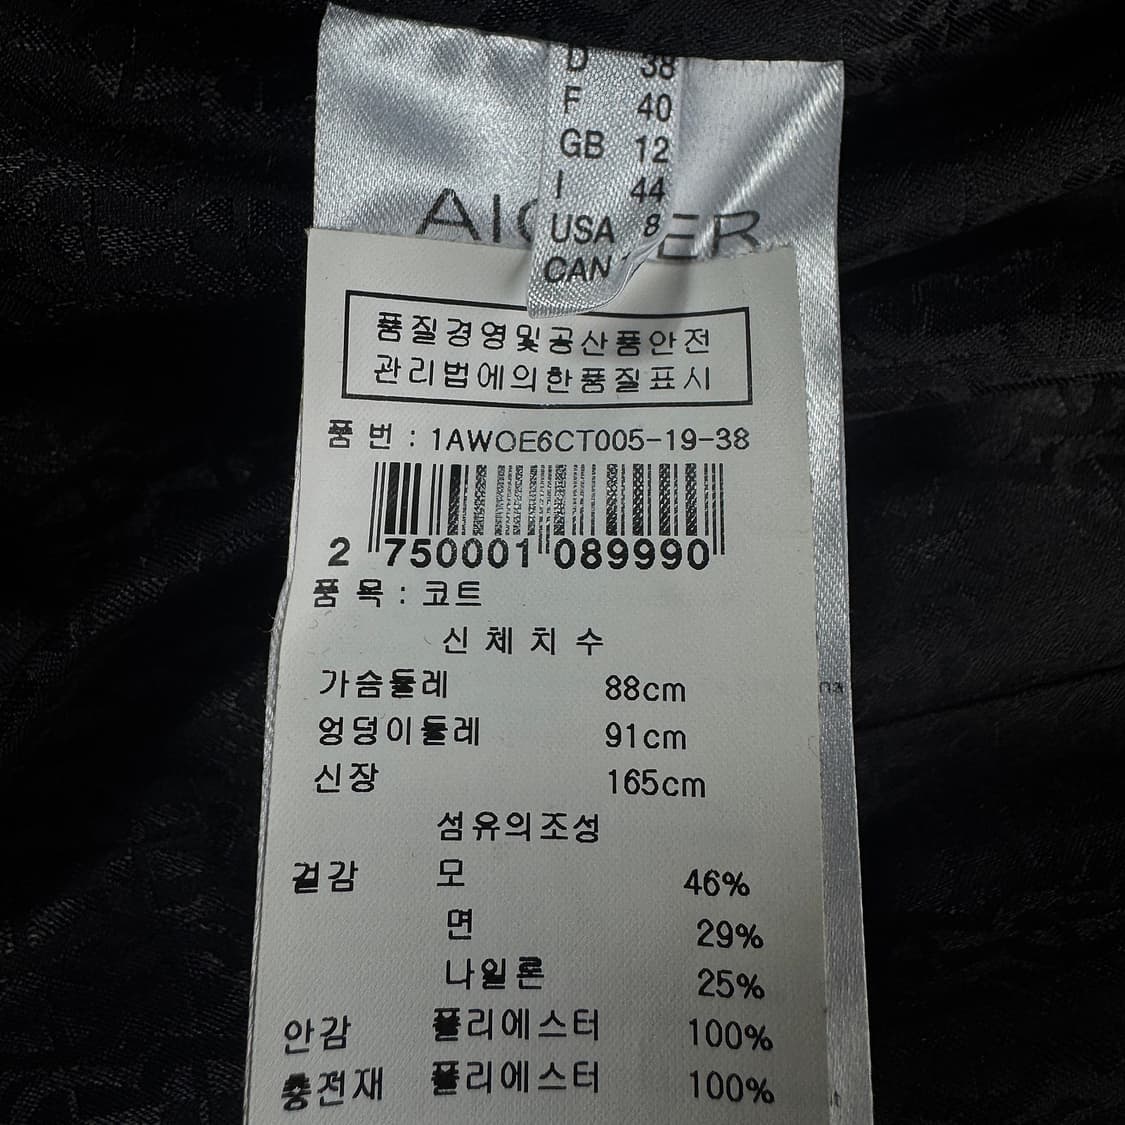 D 38
F 40
GB 12
I 44
USA 8
CAN
품질경영및공산품안전
관리법에의한품질표시
품 번 : 1AWOE6CT005-19-38
2 750001 089990
품 목 : 코트
신 체 치 수
가슴둘레 88cm
엉덩이둘레 91cm
신장 165cm
섬유의조성
겉감 모 46%
면 29%
나일론 25%
안감 폴리에스터 100%
충전재 폴리에스터 100%